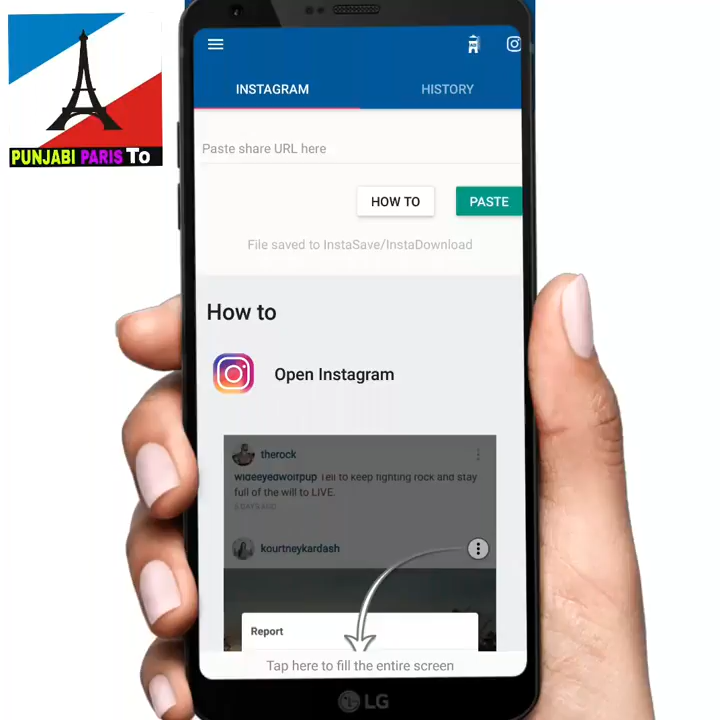 PUNJABI PARIS To
INSTAGRAM
HISTORY
Paste share URL here
HOW TO
PASTE
File saved to InstaSave/InstaDownload
How to
Open Instagram
therock
wideeyedwolfpup Tell to keep fighting rock and stay
full of the will to LIVE.
kourtneykardash
Report
Tap here to fill the entire screen
LG